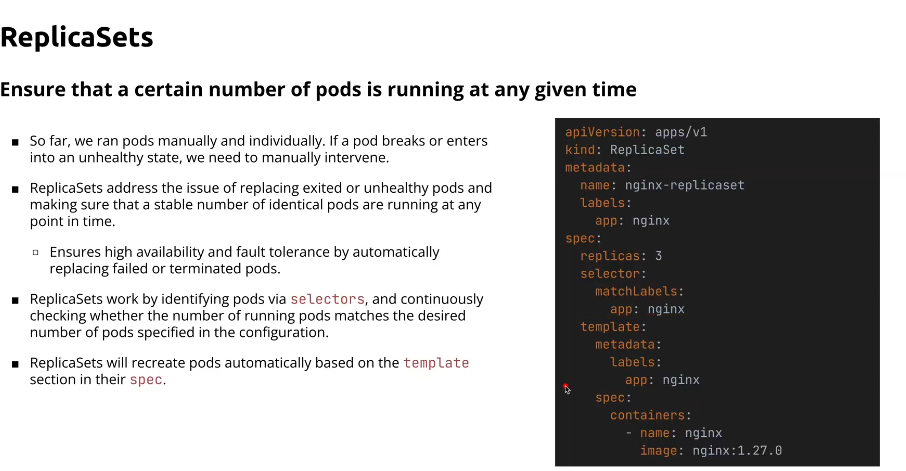 ReplicaSets
Ensure that a certain number of pods is running at any given time
So far, we ran pods manually and individually. If a pod breaks or enters
into an unhealthy state, we need to manually intervene.
ReplicaSets address the issue of replacing exited or unhealthy pods and
making sure that a stable number of identical pods are running at any
point in time.
Ensures high availability and fault tolerance by automatically
replacing failed or terminated pods.
ReplicaSets work by identifying pods via selectors, and continuously
checking whether the number of running pods matches the desired
number of pods specified in the configuration.
ReplicaSets will recreate pods automatically based on the template
section in their spec.
apiVersion: apps/v1
kind: ReplicaSet
metadata:
  name: nginx-replicaset
  labels:
    app: nginx
spec:
  replicas: 3
  selector:
    matchLabels:
      app: nginx
  template:
    metadata:
      labels:
        app: nginx
    spec:
      containers:
        - name: nginx
          image: nginx:1.27.0